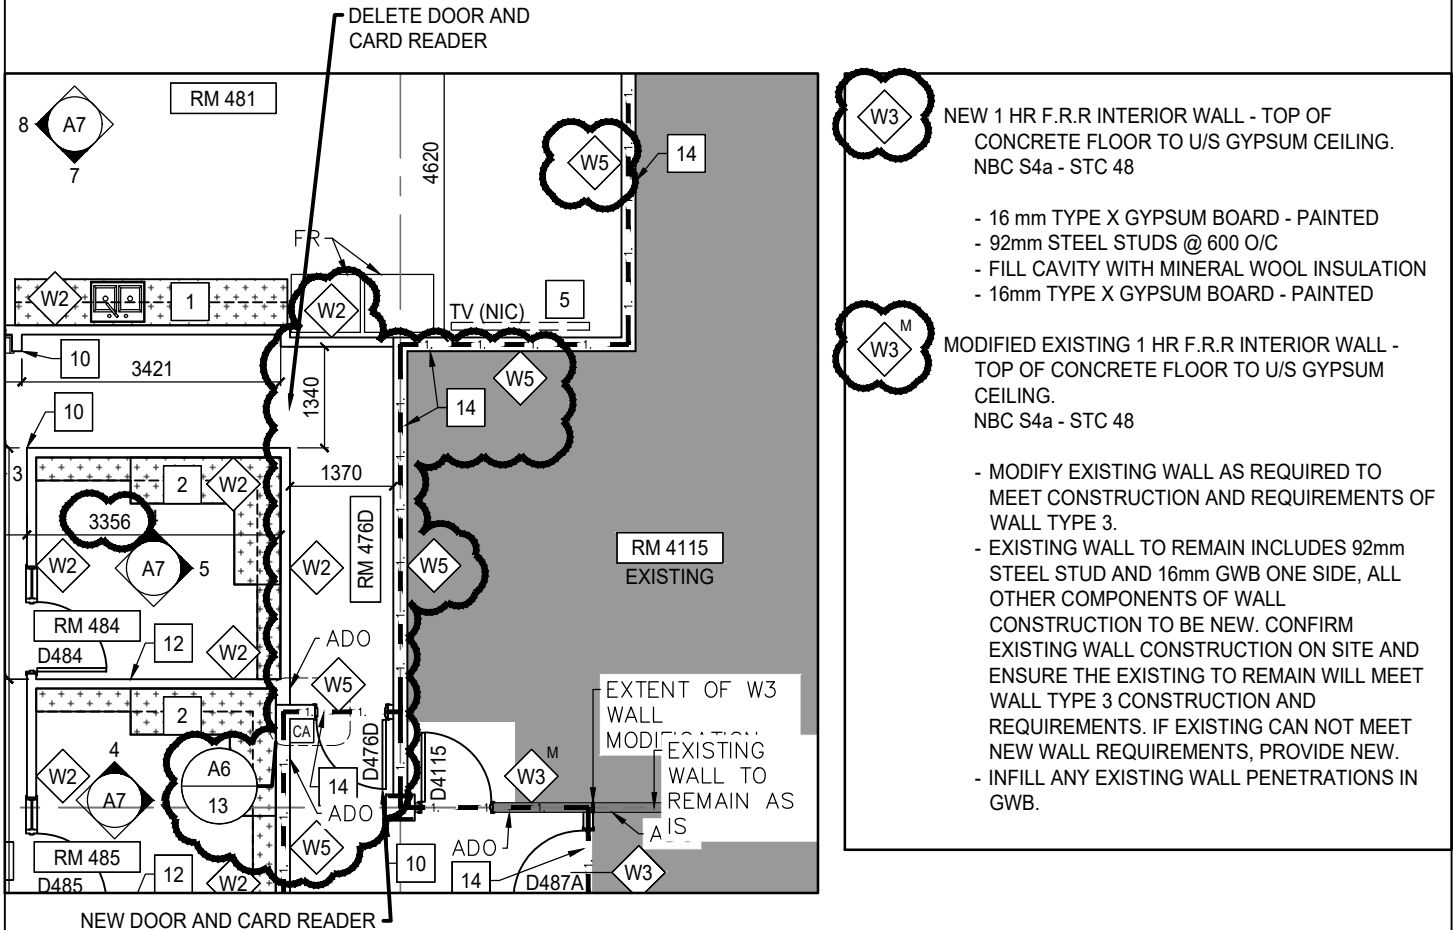 DELETE DOOR AND
CARD READER
RM 481
8
A7
7
W5
14
4620
FR
W2
1
W2
TV (NIC)
5
10
3421
1340
W5
14
10
3
2
W2
1370
3356
W2
A7
5
W2
RM 476D
W5
RM 4115
EXISTING
RM 484
D484
12
W2
ADO
W5
2
CA
D476D
D4115
4
W2
A7
A6
13
14
ADO
W3
M
EXTENT OF W3
WALL
EXISTING
WALL TO
REMAIN AS
IS
RM 485
D485
12
W2
W5
10
ADO
14
D487A
W3
NEW DOOR AND CARD READER
W3
NEW 1 HR F.R.R INTERIOR WALL - TOP OF
CONCRETE FLOOR TO U/S GYPSUM CEILING.
NBC S4a - STC 48
- 16 mm TYPE X GYPSUM BOARD - PAINTED
- 92mm STEEL STUDS @ 600 O/C
- FILL CAVITY WITH MINERAL WOOL INSULATION
- 16mm TYPE X GYPSUM BOARD - PAINTED
W3
M
MODIFIED EXISTING 1 HR F.R.R INTERIOR WALL -
TOP OF CONCRETE FLOOR TO U/S GYPSUM
CEILING.
NBC S4a - STC 48
- MODIFY EXISTING WALL AS REQUIRED TO
MEET CONSTRUCTION AND REQUIREMENTS OF
WALL TYPE 3.
- EXISTING WALL TO REMAIN INCLUDES 92mm
STEEL STUD AND 16mm GWB ONE SIDE, ALL
OTHER COMPONENTS OF WALL
CONSTRUCTION TO BE NEW. CONFIRM
EXISTING WALL CONSTRUCTION ON SITE AND
ENSURE THE EXISTING TO REMAIN WILL MEET
WALL TYPE 3 CONSTRUCTION AND
REQUIREMENTS. IF EXISTING CAN NOT MEET
NEW WALL REQUIREMENTS, PROVIDE NEW.
- INFILL ANY EXISTING WALL PENETRATIONS IN
GWB.